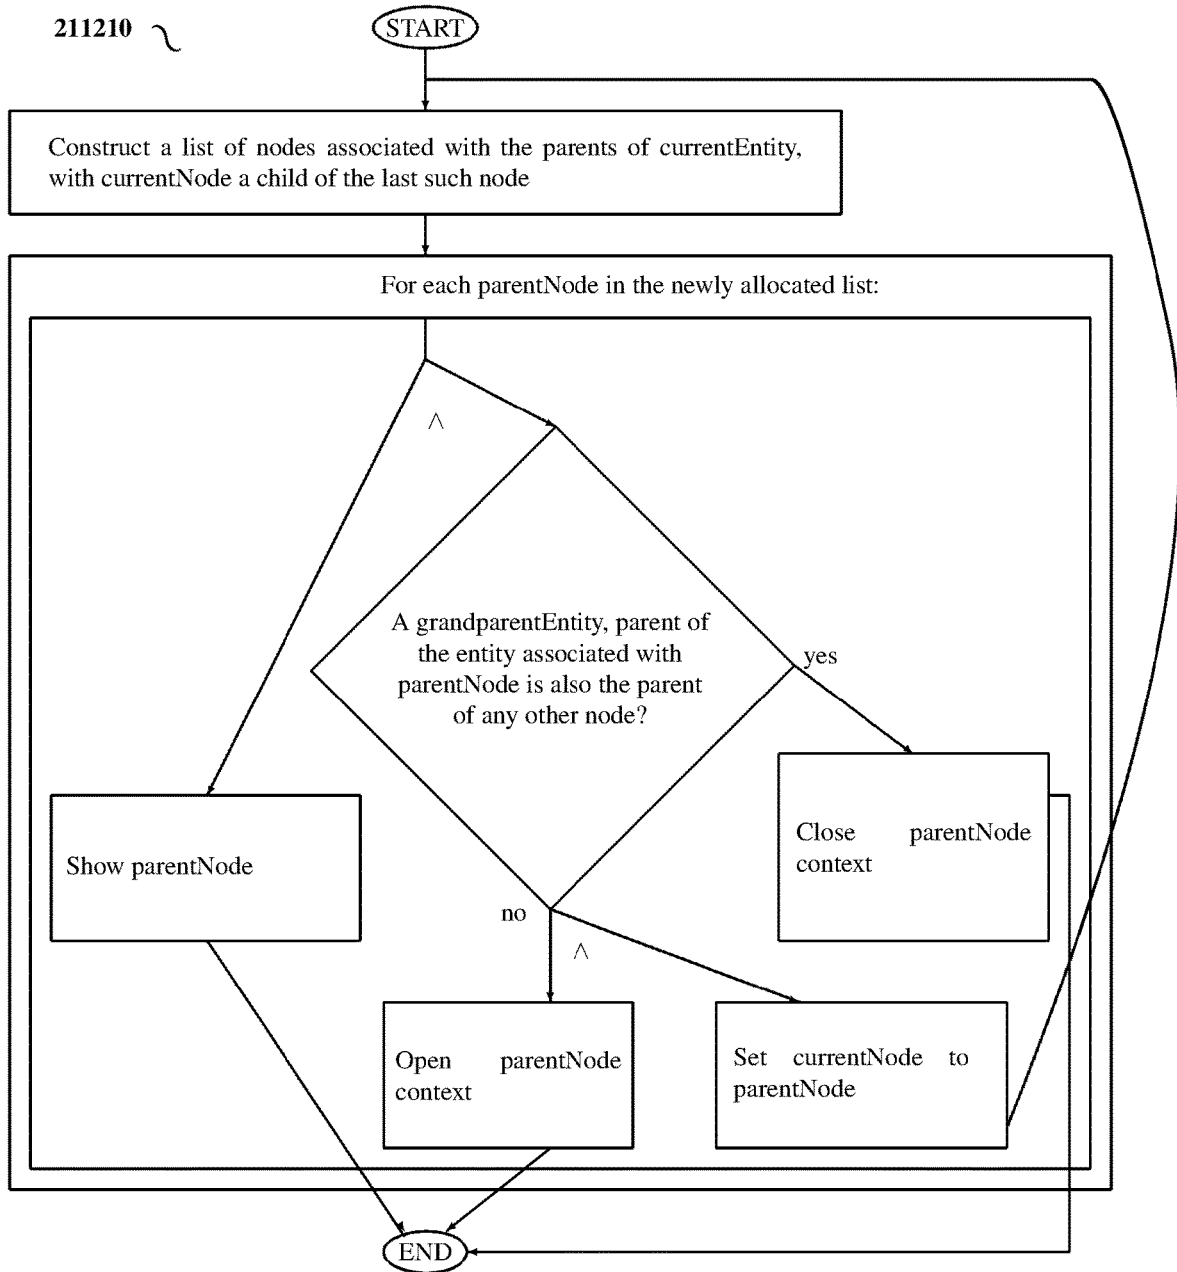 211210
START
Construct a list of nodes associated with the parents of currentEntity,
with currentNode a child of the last such node
For each parentNode in the newly allocated list:
∧
A grandparentEntity, parent of
the entity associated with
parentNode is also the parent
of any other node?
yes
Close parentNode
context
Show parentNode
no
∧
Open parentNode
context
Set currentNode to
parentNode
END